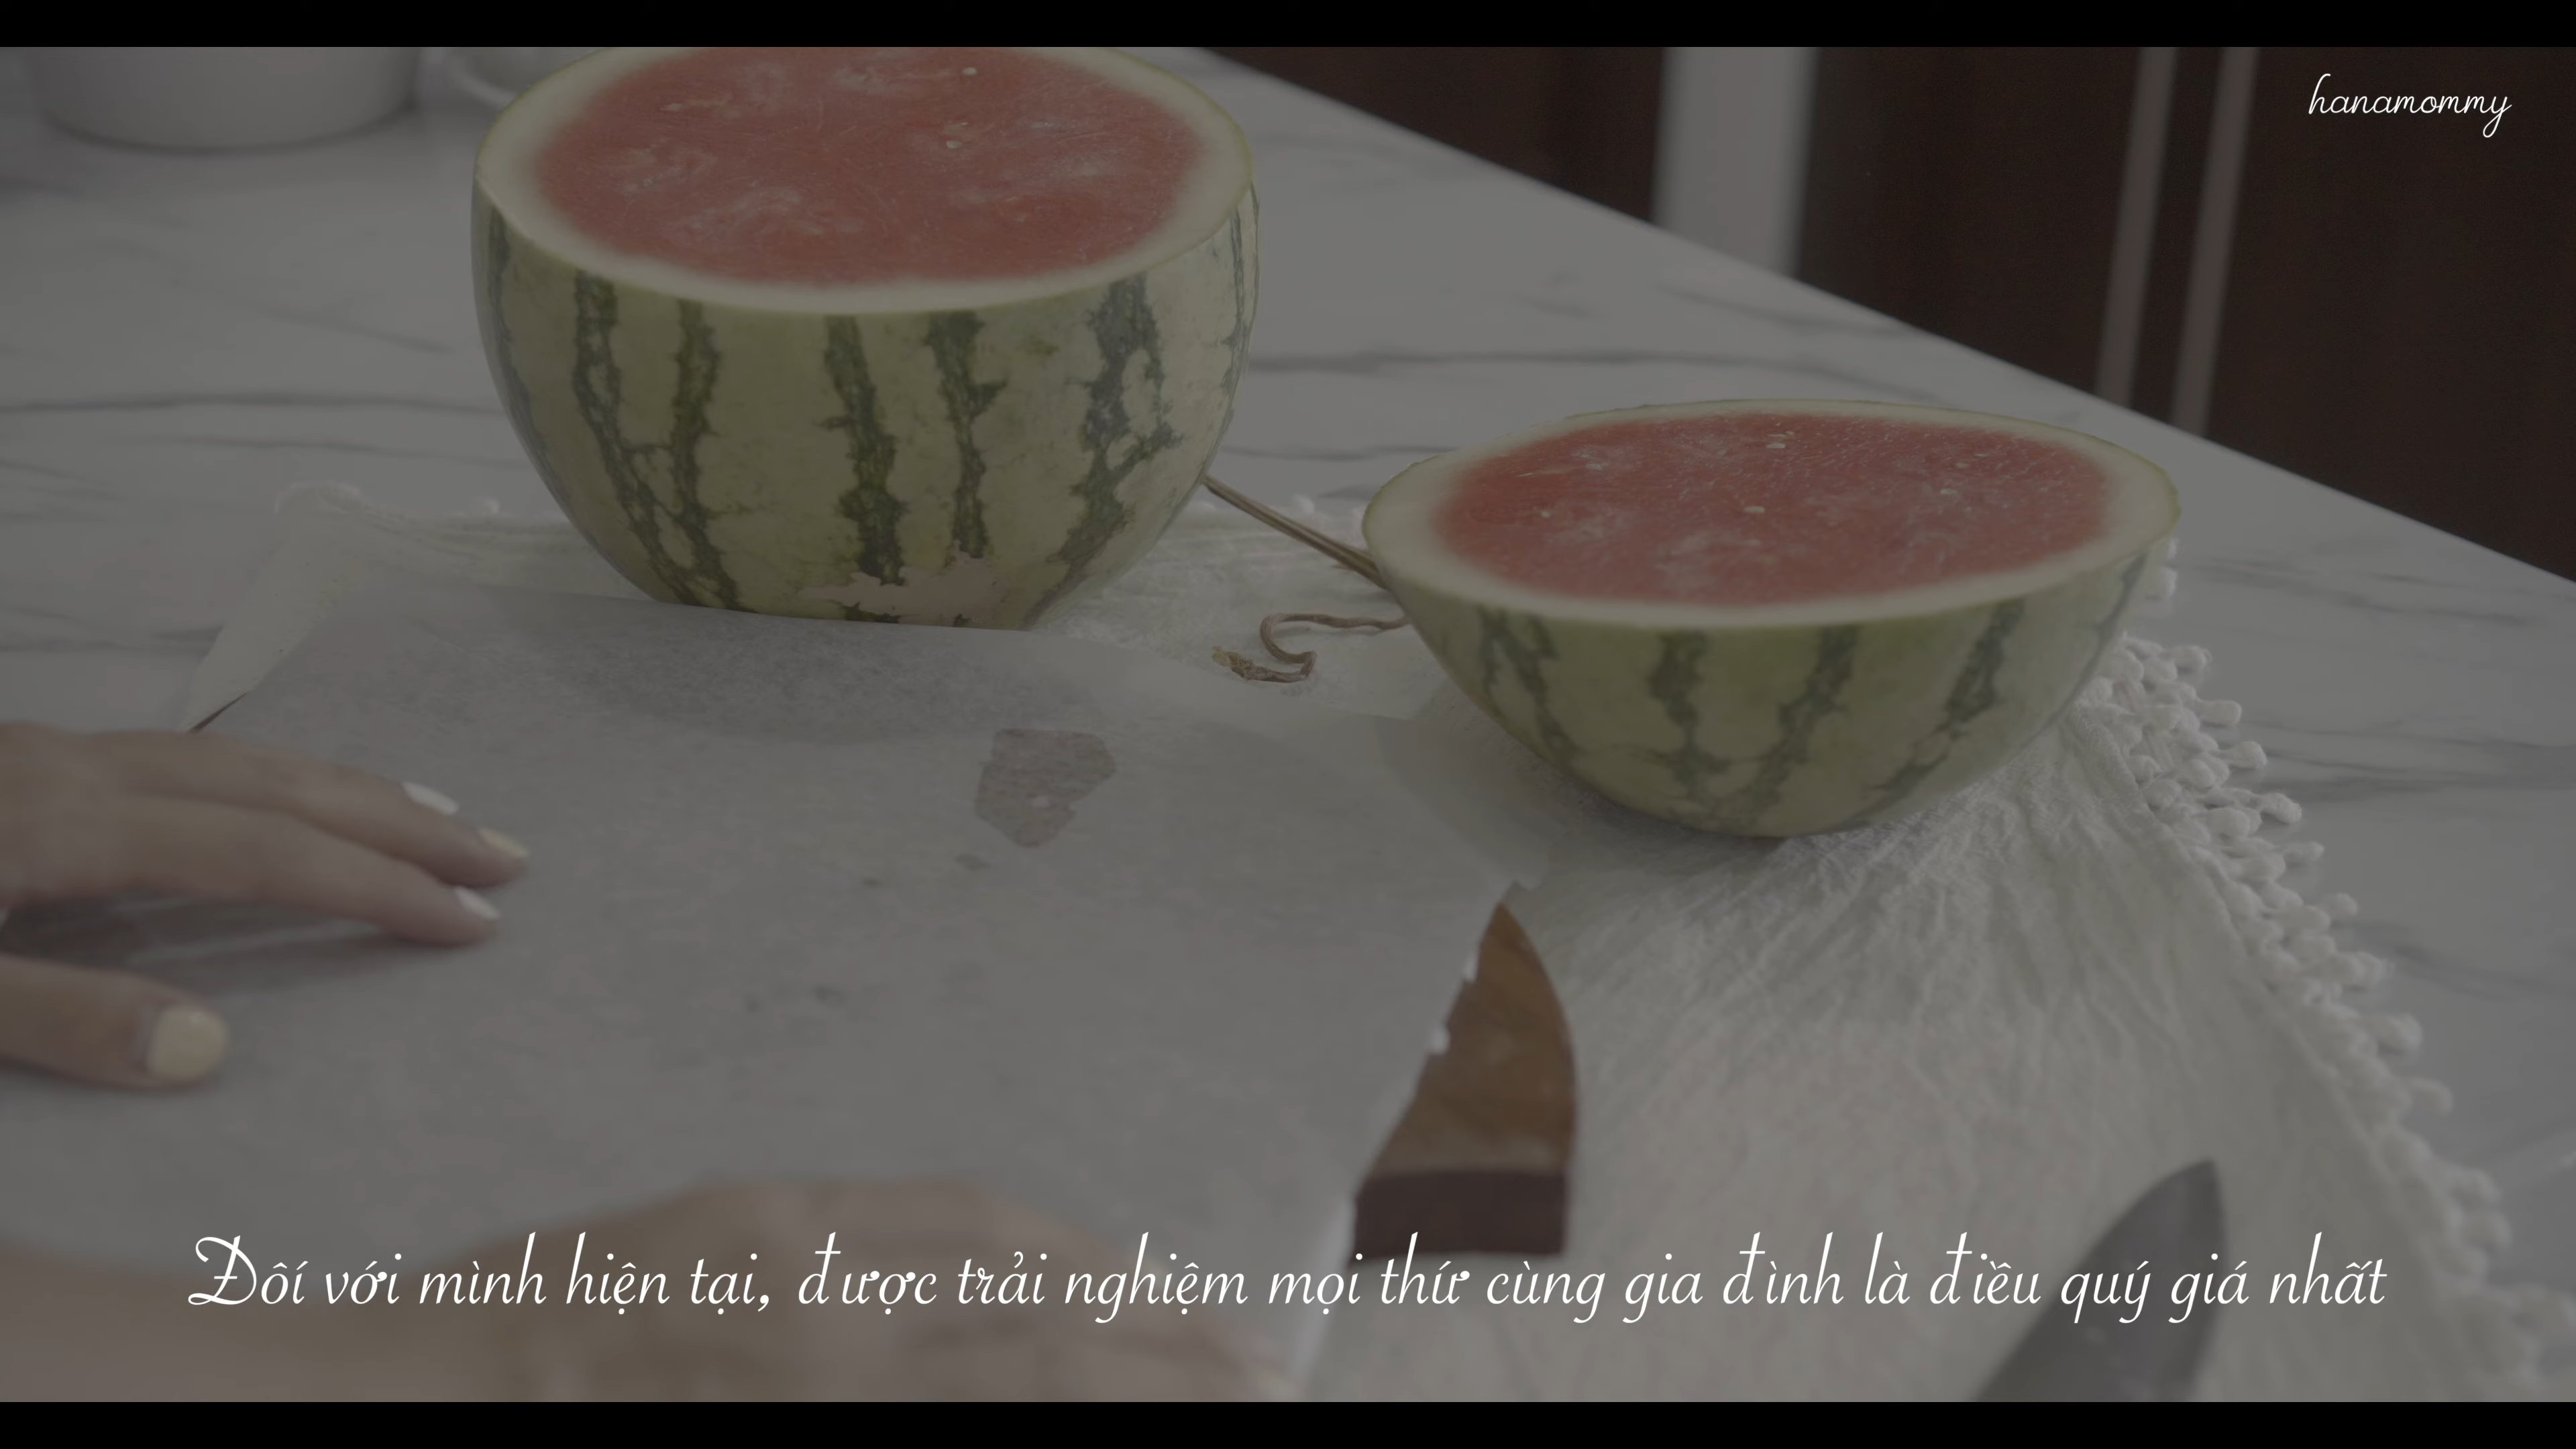 hanamommy
Đối với mình hiện tại, được trải nghiệm mọi thứ cùng gia đình là điều quý giá nhất